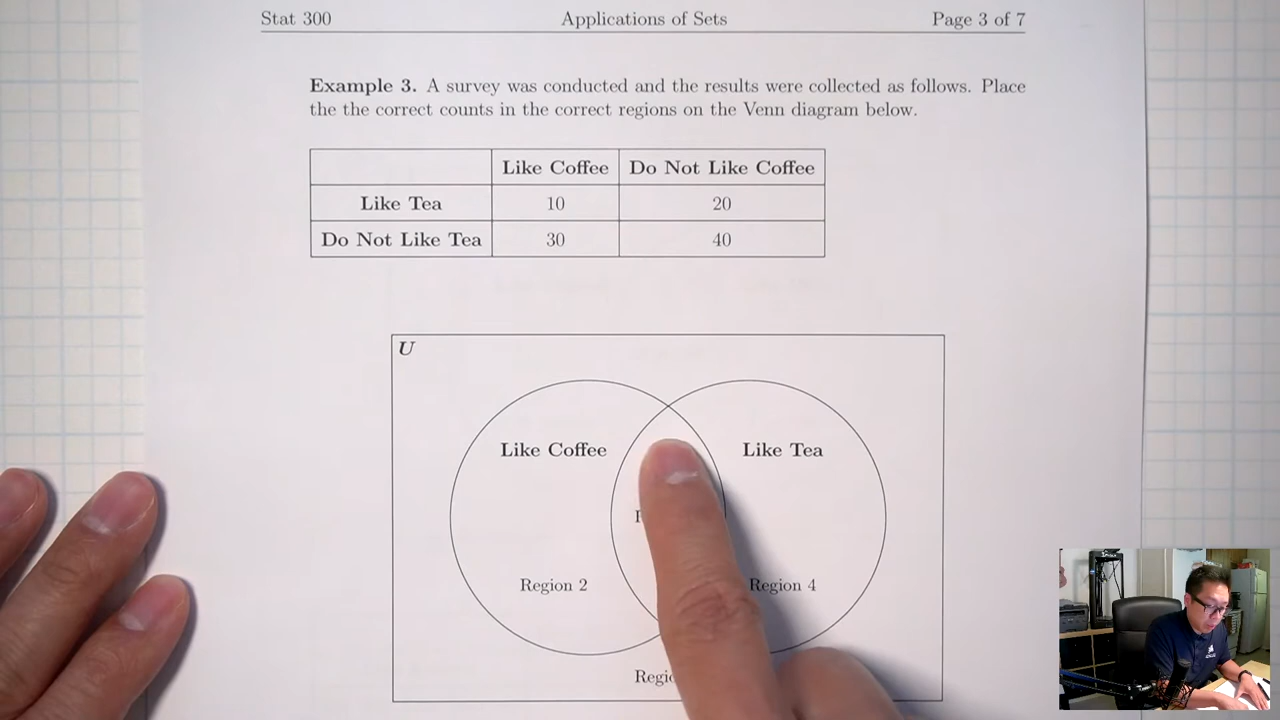 Stat 300 Applications of Sets Page 3 of 7
Example 3. A survey was conducted and the results were collected as follows. Place
the the correct counts in the correct regions on the Venn diagram below.
Like Coffee Do Not Like Coffee
Like Tea 10 20
Do Not Like Tea 30 40
U
Like Coffee Like Tea
Region 2 Region 4